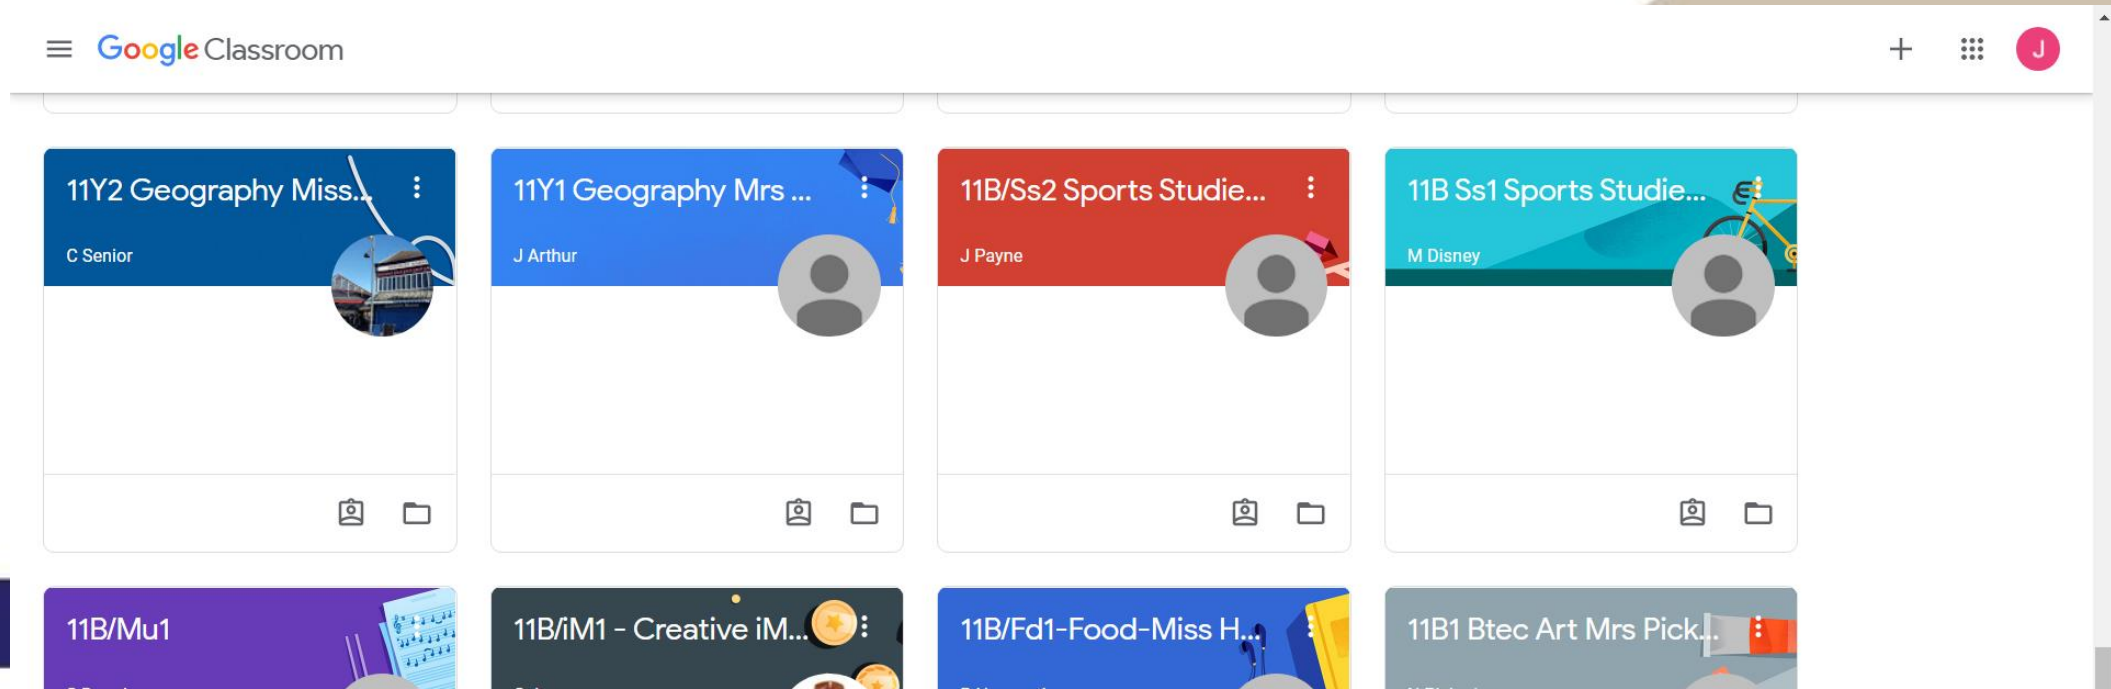 Google Classroom
J
11Y2 Geography Miss...
C Senior
11Y1 Geography Mrs ...
J Arthur
11B/Ss2 Sports Studie...
J Payne
11B Ss1 Sports Studie...
M Disney
11B/Mu1
11B/iM1 - Creative iM...
11B/Fd1-Food-Miss H...
11B1 Btec Art Mrs Pick...